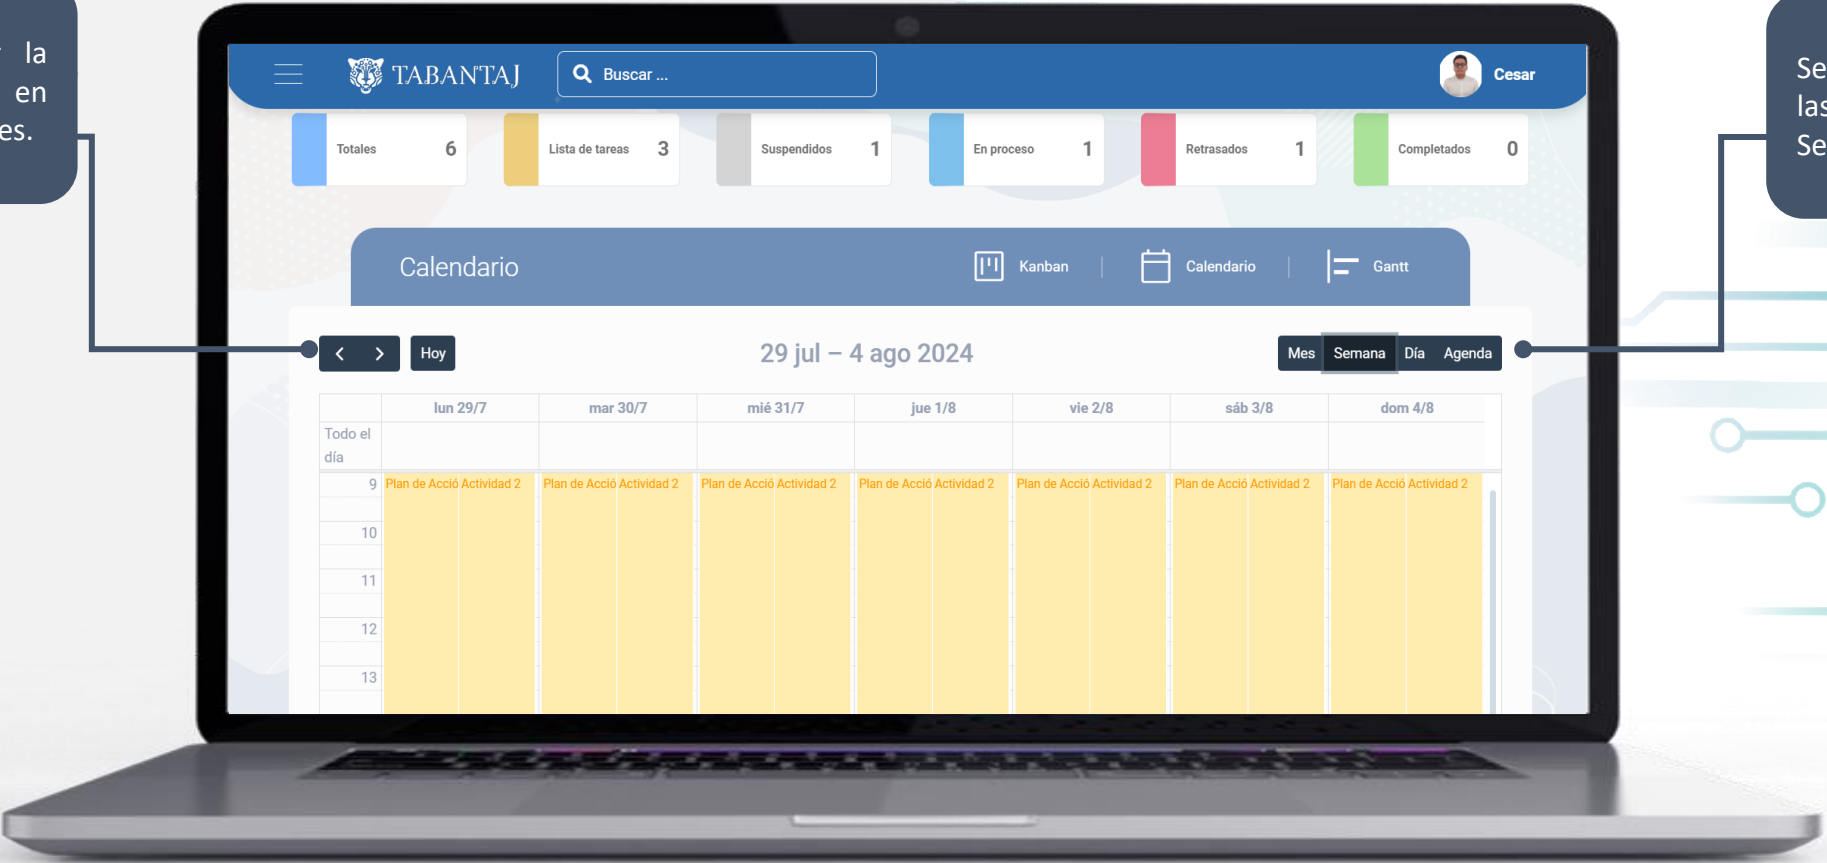 la
en
es.
Se
las
Se
TABANTAJ
Buscar ...
Cesar
Totales 6
Lista de tareas 3
Suspendidos 1
En proceso 1
Retrasados 1
Completados 0
Calendario
Kanban
Calendario
Gantt
Hoy
29 jul – 4 ago 2024
Mes Semana Día Agenda
lun 29/7 mar 30/7 mié 31/7 jue 1/8 vie 2/8 sáb 3/8 dom 4/8
Todo el
día
9 Plan de Acció Actividad 2 Plan de Acció Actividad 2 Plan de Acció Actividad 2 Plan de Acció Actividad 2 Plan de Acció Actividad 2 Plan de Acció Actividad 2 Plan de Acció Actividad 2
10
11
12
13